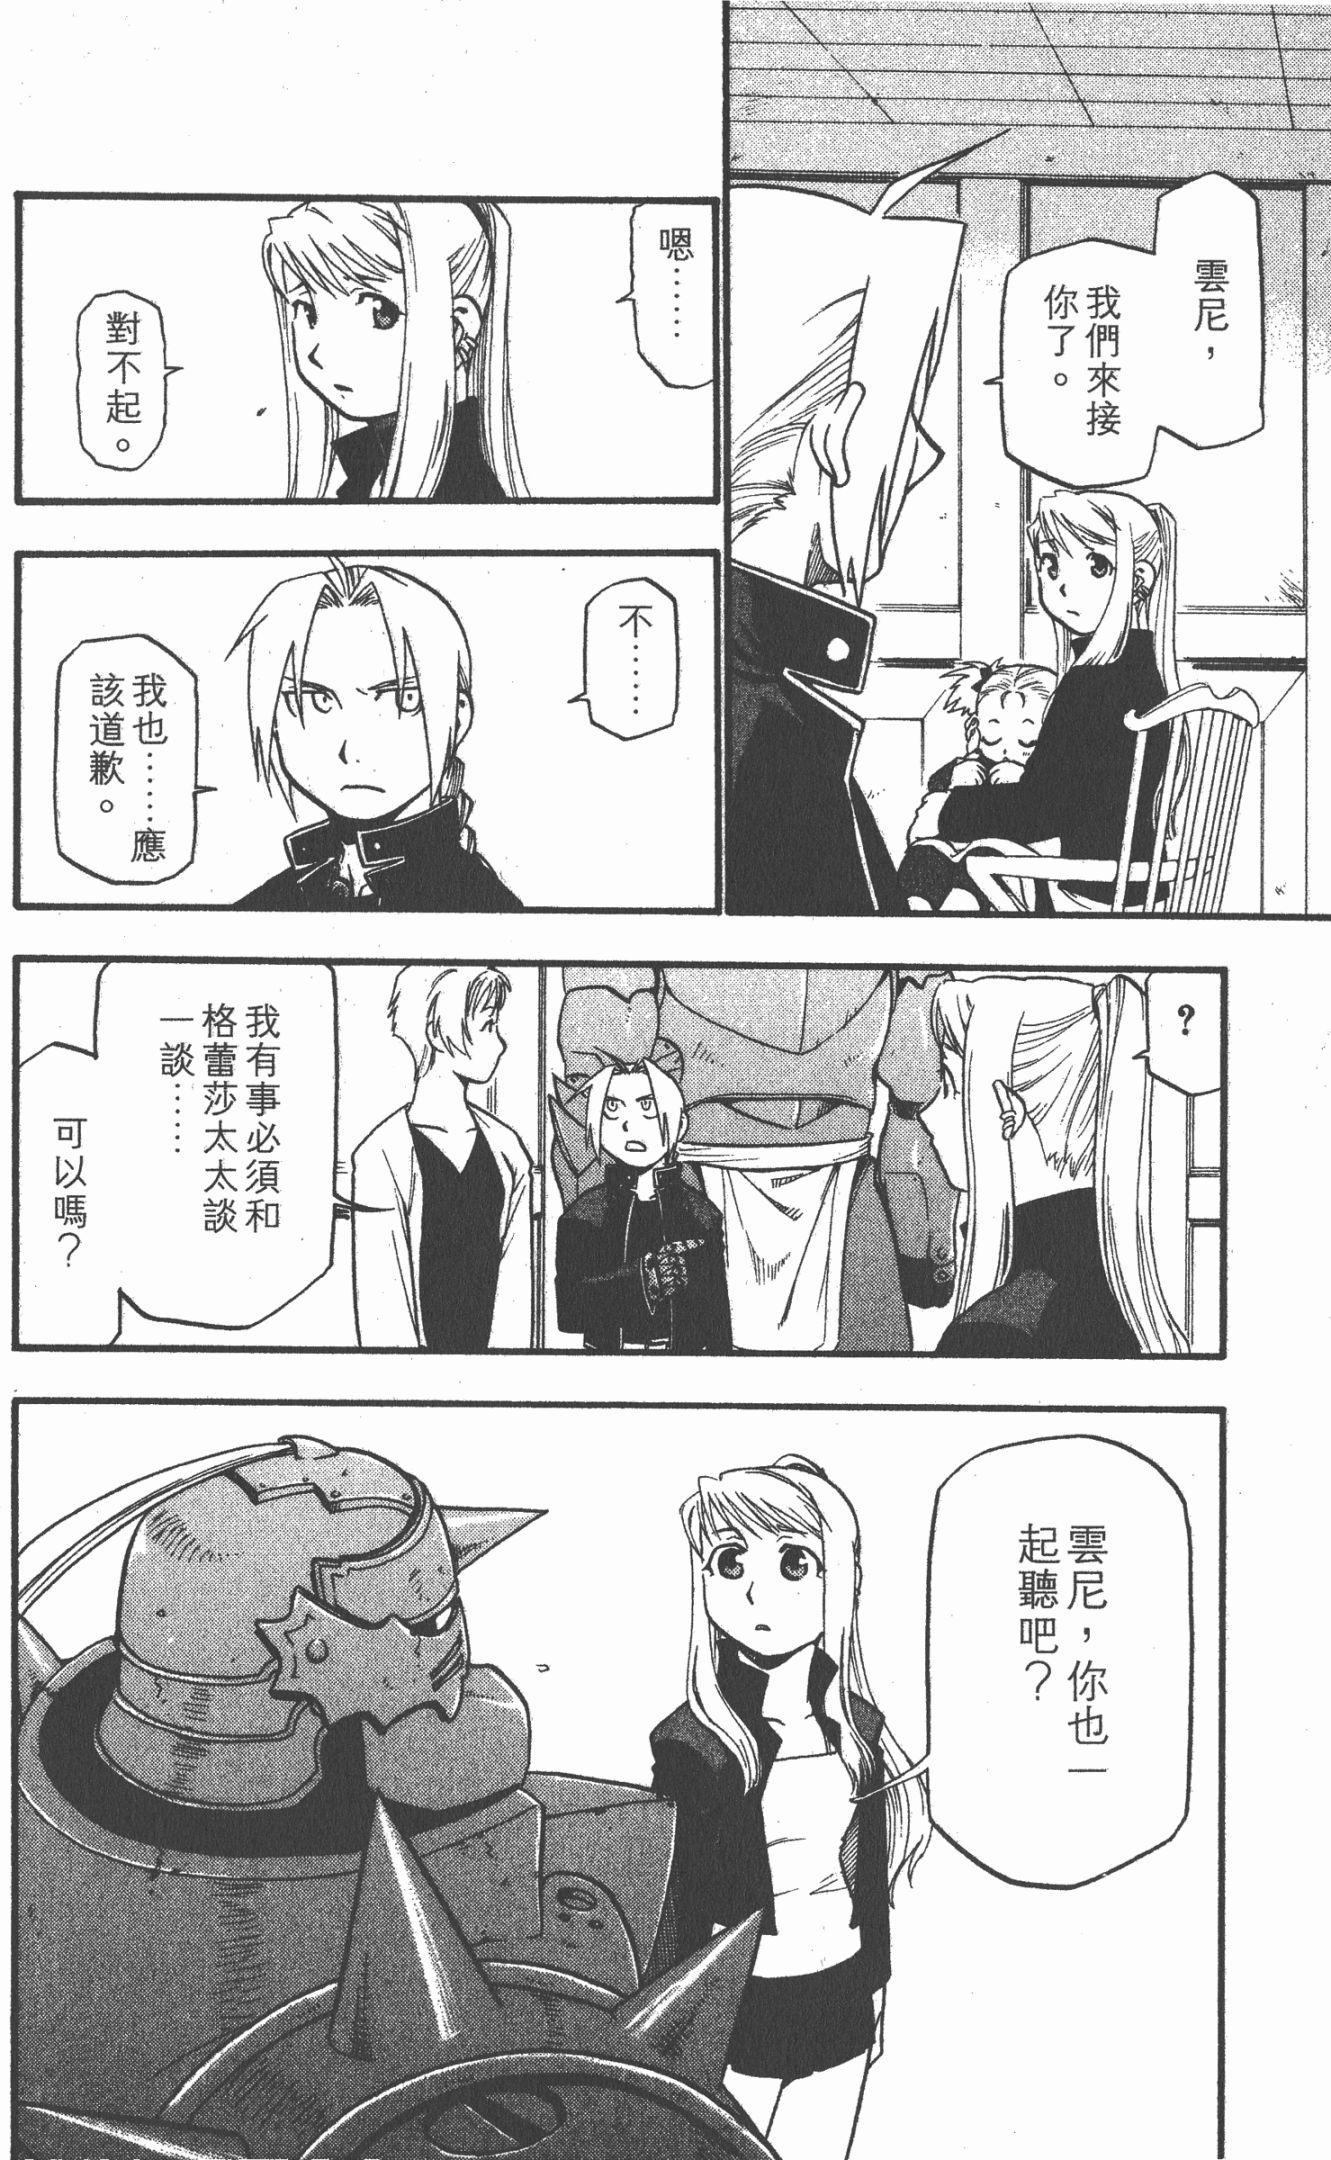 雲尼，
我們來接
你了。
嗯……
對不起。
不……
我也……應
該道歉。
？
我有事必須和
格蕾莎太太談
一談……
可以嗎？
雲尼，你也一
起聽吧？